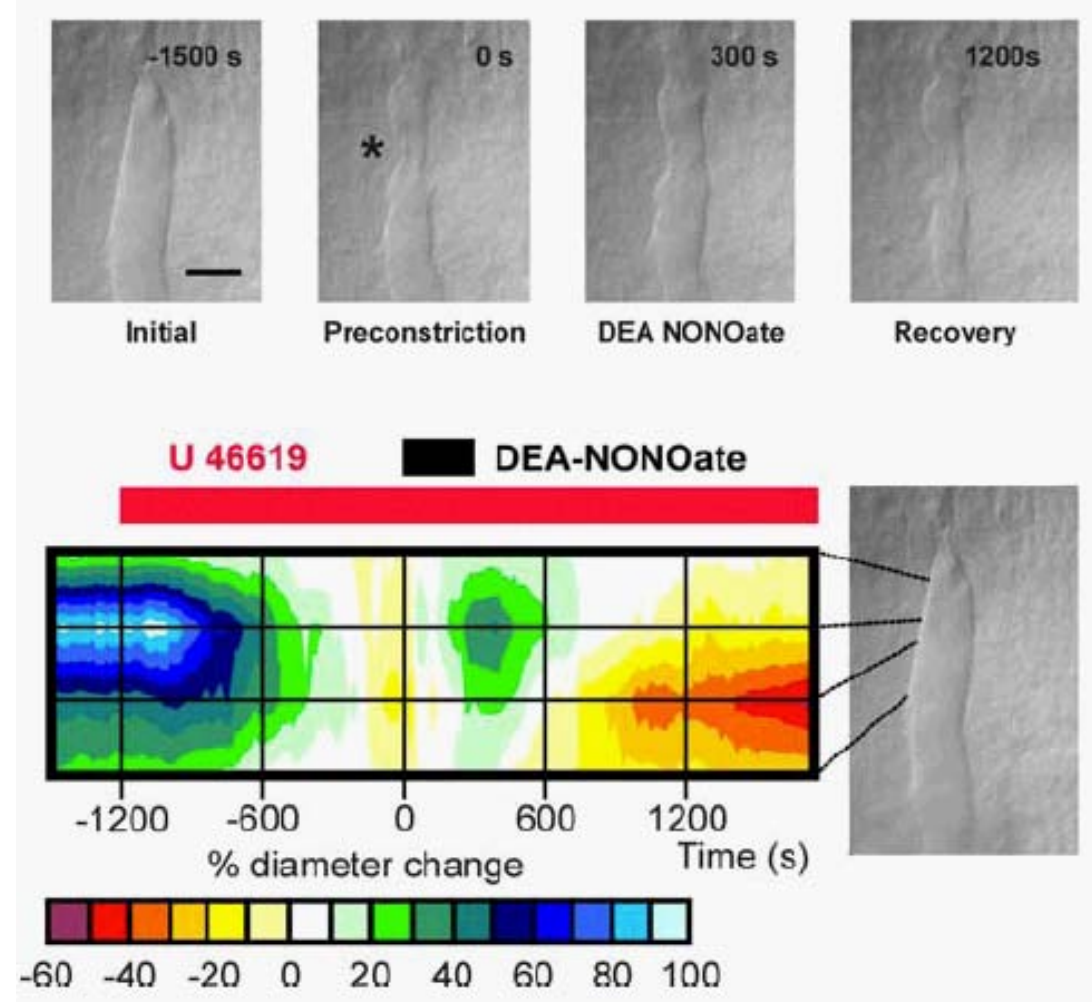 -1500 s 0 s 300 s 1200s
*
Initial Preconstriction DEA NONOate Recovery
U 46619 DEA-NONOate
-1200 -600 0 600 1200
% diameter change Time (s)
-60 -40 -20 0 20 40 60 80 100